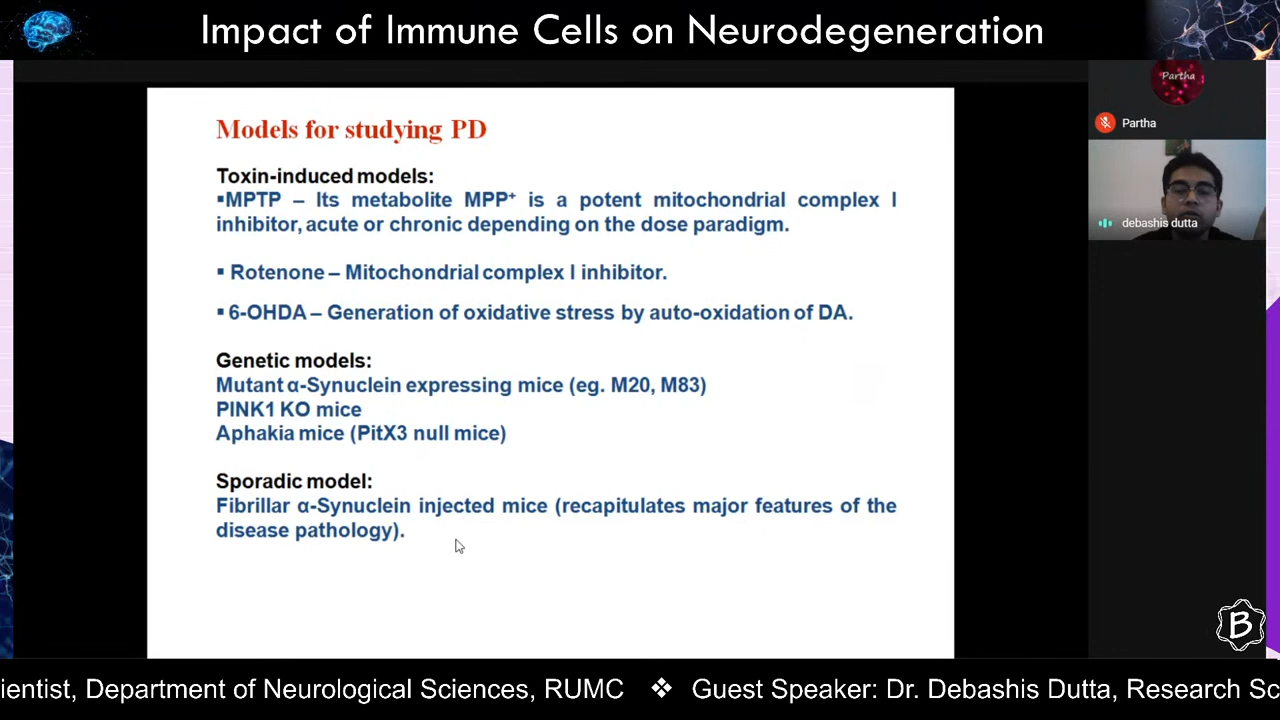 Impact of Immune Cells on Neurodegeneration
Models for studying PD
Toxin-induced models:
▪MPTP – Its metabolite MPP⁺ is a potent mitochondrial complex I
inhibitor, acute or chronic depending on the dose paradigm.
▪ Rotenone – Mitochondrial complex I inhibitor.
▪ 6-OHDA – Generation of oxidative stress by auto-oxidation of DA.
Genetic models:
Mutant α-Synuclein expressing mice (eg. M20, M83)
PINK1 KO mice
Aphakia mice (PitX3 null mice)
Sporadic model:
Fibrillar α-Synuclein injected mice (recapitulates major features of the
disease pathology).
Partha
Partha
debashis dutta
B
ientist, Department of Neurological Sciences, RUMC ❖ Guest Speaker: Dr. Debashis Dutta, Research Sc